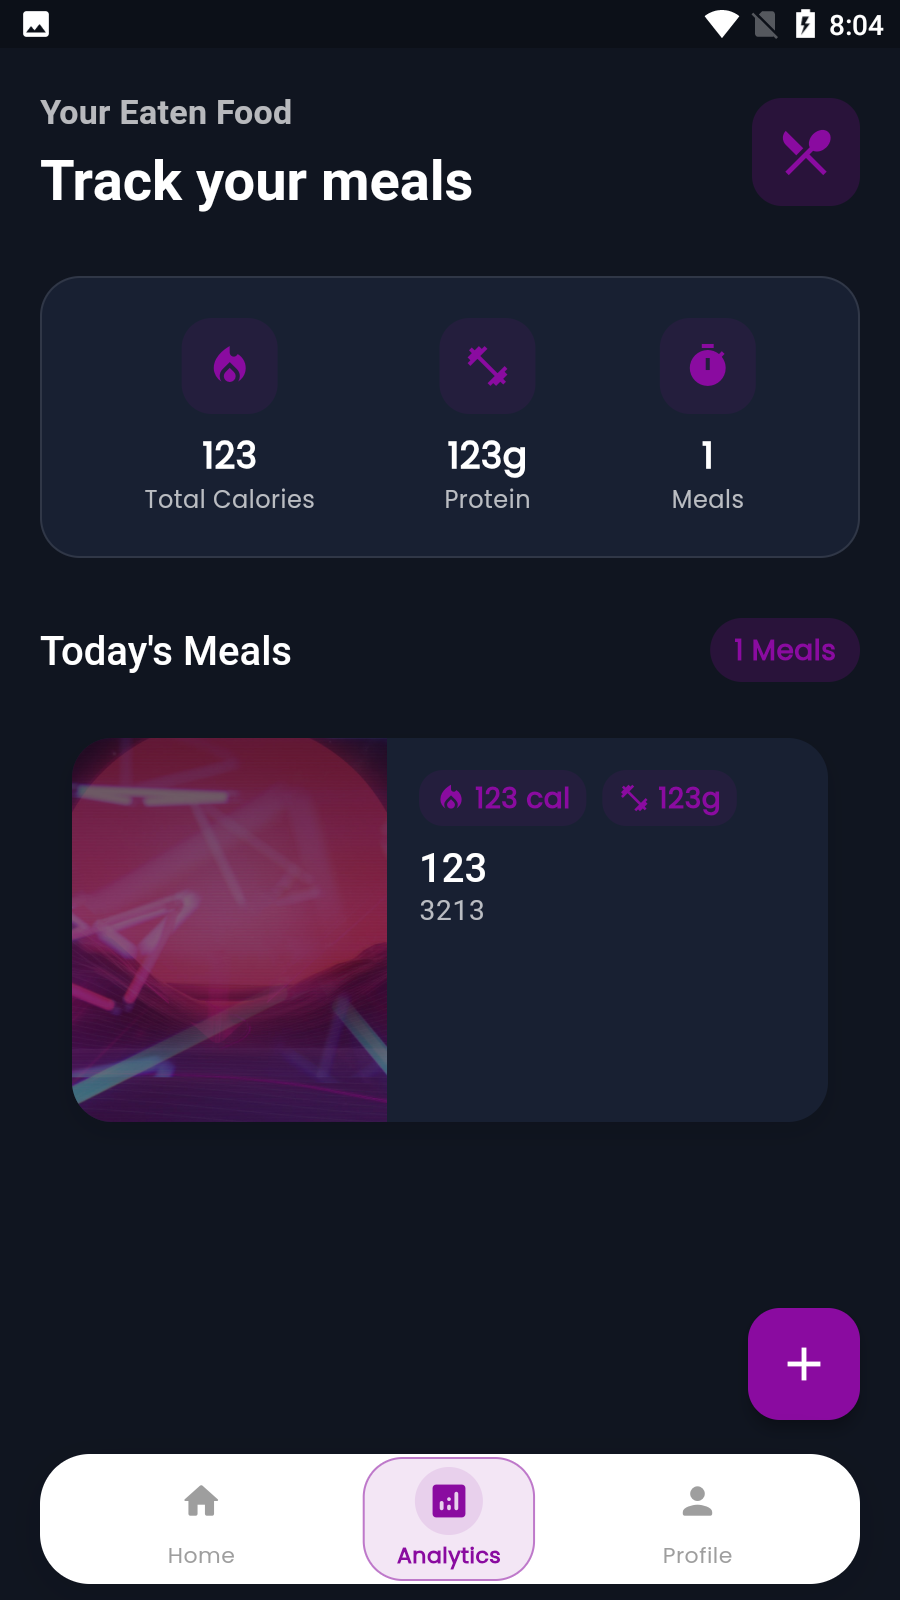 8:04
Your Eaten Food
Track your meals
123
Total Calories
123g
Protein
1
Meals
Today's Meals
1 Meals
123 cal
123g
123
3213
Home
Analytics
Profile